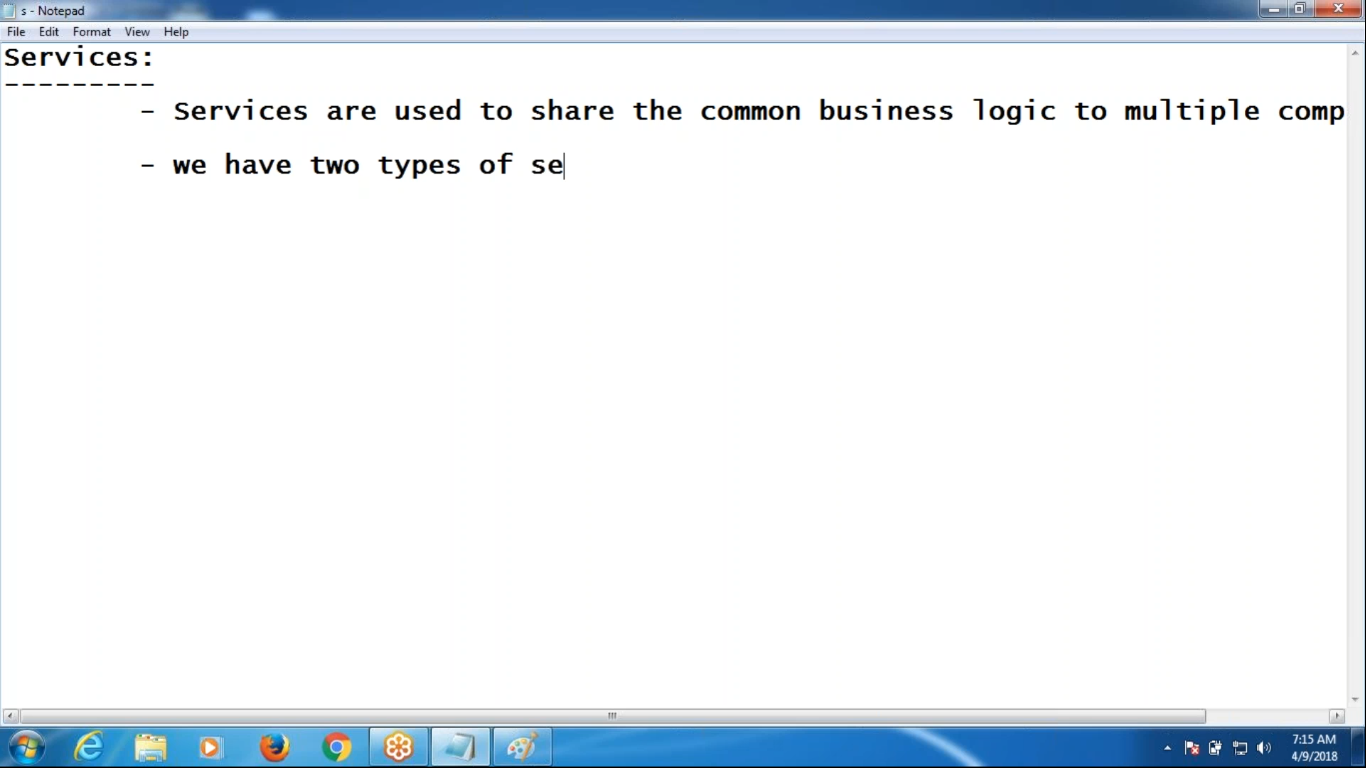 s - Notepad
File Edit Format View Help
Services:
---------
- Services are used to share the common business logic to multiple comp
- we have two types of se
7:15 AM
4/9/2018